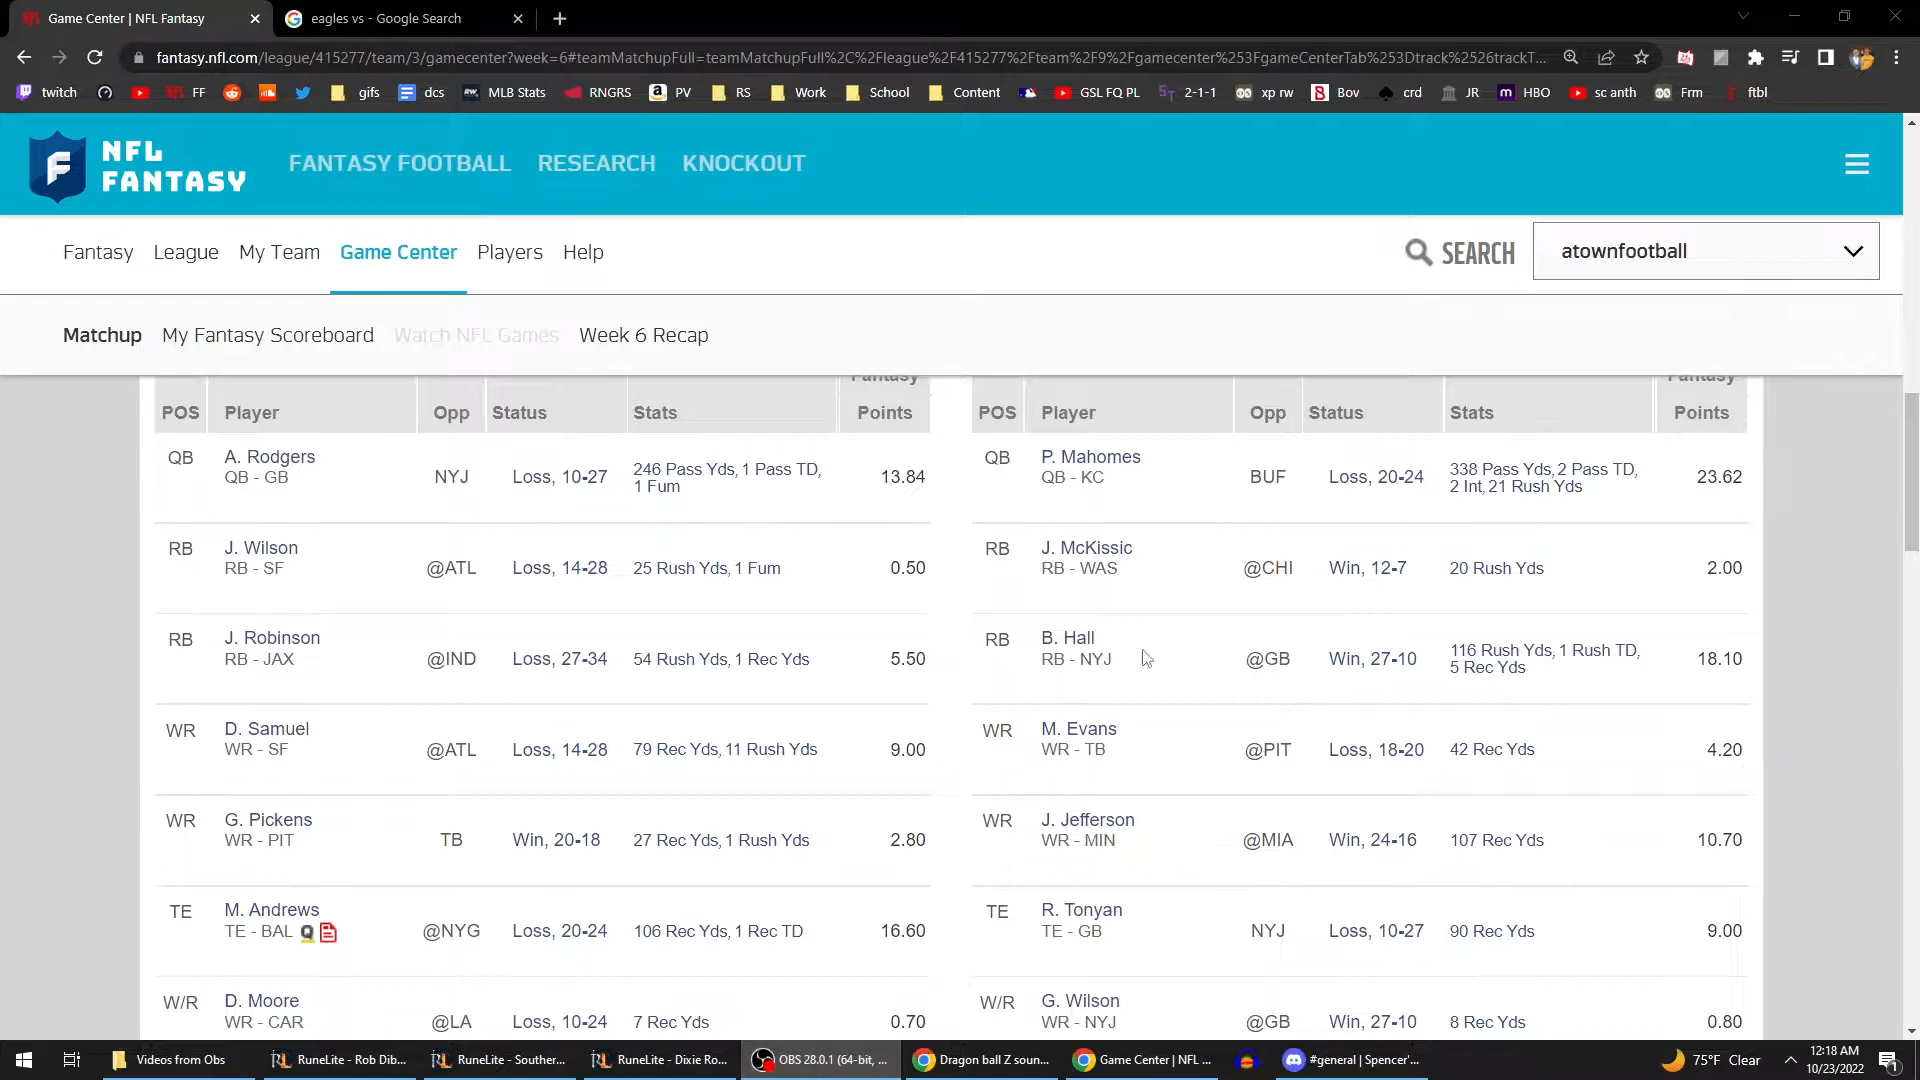 Game Center | NFL Fantasy
eagles vs - Google Search
fantasy.nfl.com/league/415277/team/3/gamecenter?week=6#teamMatchupFull=teamMatchupFull%2C%2Fleague%2F415277%2Fteam%2F9%2Fgamecenter%253FgameCenterTab%253Dtrack%2526trackT...
twitch FF gifs dcs MLB Stats RNGRS PV RS Work School Content GSL FQ PL 2-1-1 xp rw Bov crd JR HBO sc anth Frm ftbl
NFL FANTASY
FANTASY FOOTBALL RESEARCH KNOCKOUT
Fantasy League My Team Game Center Players Help
SEARCH
atownfootball
Matchup My Fantasy Scoreboard Watch NFL Games Week 6 Recap
POS Player Opp Status Stats Fantasy Points
QB A. Rodgers
QB - GB NYJ Loss, 10-27 246 Pass Yds, 1 Pass TD,
1 Fum 13.84
RB J. Wilson
RB - SF @ATL Loss, 14-28 25 Rush Yds, 1 Fum 0.50
RB J. Robinson
RB - JAX @IND Loss, 27-34 54 Rush Yds, 1 Rec Yds 5.50
WR D. Samuel
WR - SF @ATL Loss, 14-28 79 Rec Yds, 11 Rush Yds 9.00
WR G. Pickens
WR - PIT TB Win, 20-18 27 Rec Yds, 1 Rush Yds 2.80
TE M. Andrews
TE - BAL Q @NYG Loss, 20-24 106 Rec Yds, 1 Rec TD 16.60
W/R D. Moore
WR - CAR @LA Loss, 10-24 7 Rec Yds 0.70
POS Player Opp Status Stats Fantasy Points
QB P. Mahomes
QB - KC BUF Loss, 20-24 338 Pass Yds, 2 Pass TD,
2 Int, 21 Rush Yds 23.62
RB J. McKissic
RB - WAS @CHI Win, 12-7 20 Rush Yds 2.00
RB B. Hall
RB - NYJ @GB Win, 27-10 116 Rush Yds, 1 Rush TD,
5 Rec Yds 18.10
WR M. Evans
WR - TB @PIT Loss, 18-20 42 Rec Yds 4.20
WR J. Jefferson
WR - MIN @MIA Win, 24-16 107 Rec Yds 10.70
TE R. Tonyan
TE - GB NYJ Loss, 10-27 90 Rec Yds 9.00
W/R G. Wilson
WR - NYJ @GB Win, 27-10 8 Rec Yds 0.80
Videos from Obs
RuneLite - Rob Dib...
RuneLite - Souther...
RuneLite - Dixie Ro...
OBS 28.0.1 (64-bit, ...
Dragon ball Z soun...
Game Center | NFL ...
#general | Spencer'...
75°F Clear
12:18 AM
10/23/2022
1